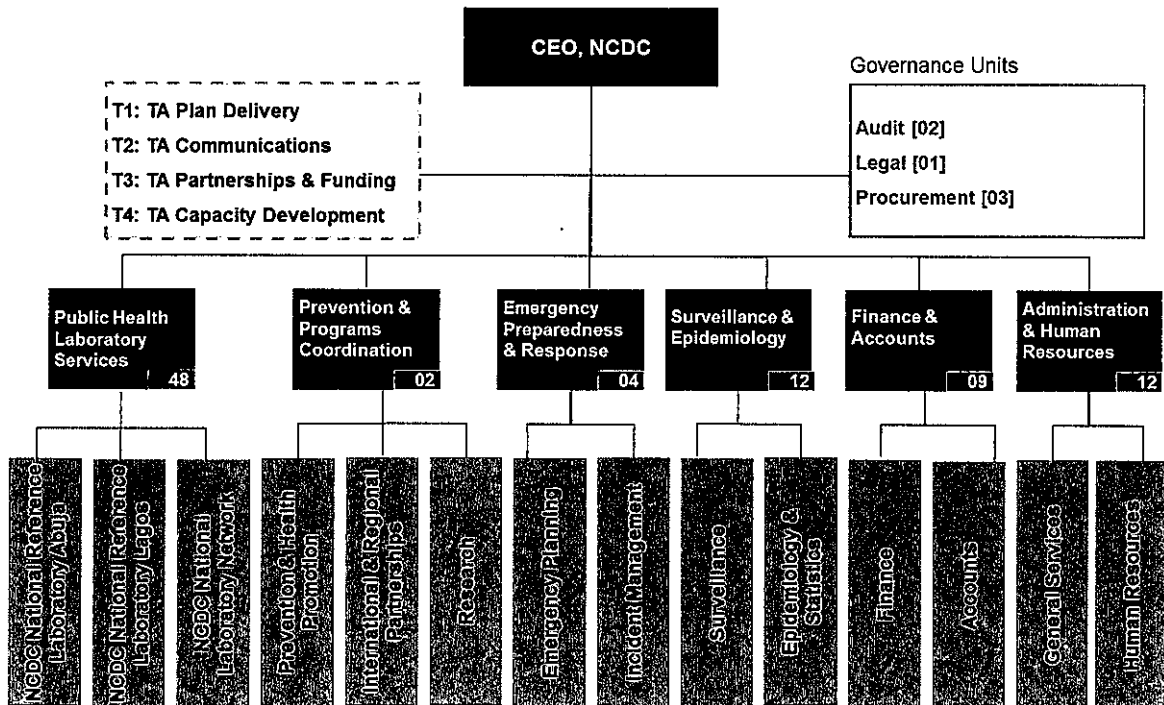 CEO, NCDC
T1: TA Plan Delivery
T2: TA Communications
T3: TA Partnerships & Funding
T4: TA Capacity Development
Governance Units
Audit [02]
Legal [01]
Procurement [03]
Public Health
Laboratory
Services
48
Prevention &
Programs
Coordination
02
Emergency
Preparedness
& Response
04
Surveillance &
Epidemiology
12
Finance &
Accounts
09
Administration
& Human
Resources
12
NCDC National Reference
Laboratory Abuja
NCDC National Reference
Laboratory Lagos
NCDC National
Laboratory Network
Prevention & Health
Promotion
International & Regional
Partnerships
Research
Emergency Planning
Incident Management
Surveillance
Epidemiology &
Statistics
Finance
Accounts
General Services
Human Resources